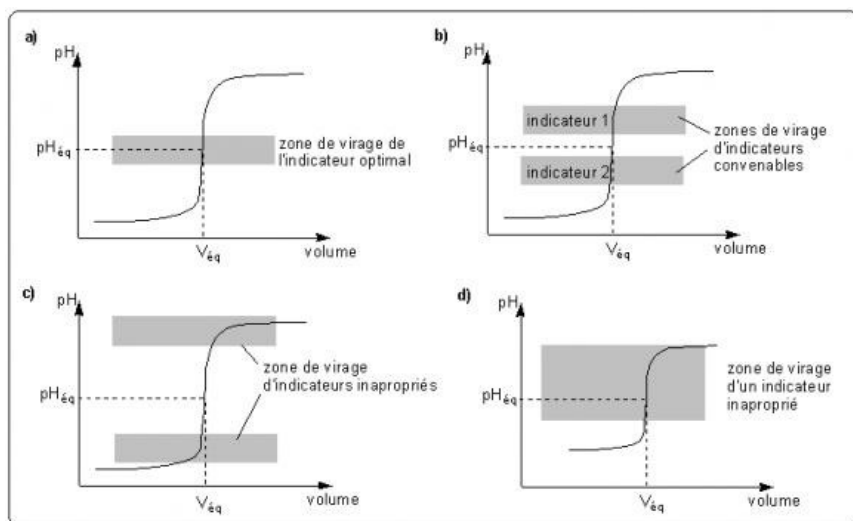 a)
pH
pHéq
zone de virage de
l'indicateur optimal
Véq
volume
b)
pH
indicateur 1
pHéq
indicateur 2
zones de virage
d'indicateurs
convenables
Véq
volume
c)
pH
pHéq
zone de virage
d'indicateurs inapropriés
Véq
volume
d)
pH
pHéq
zone de virage
d'un indicateur
inaproprié
Véq
volume